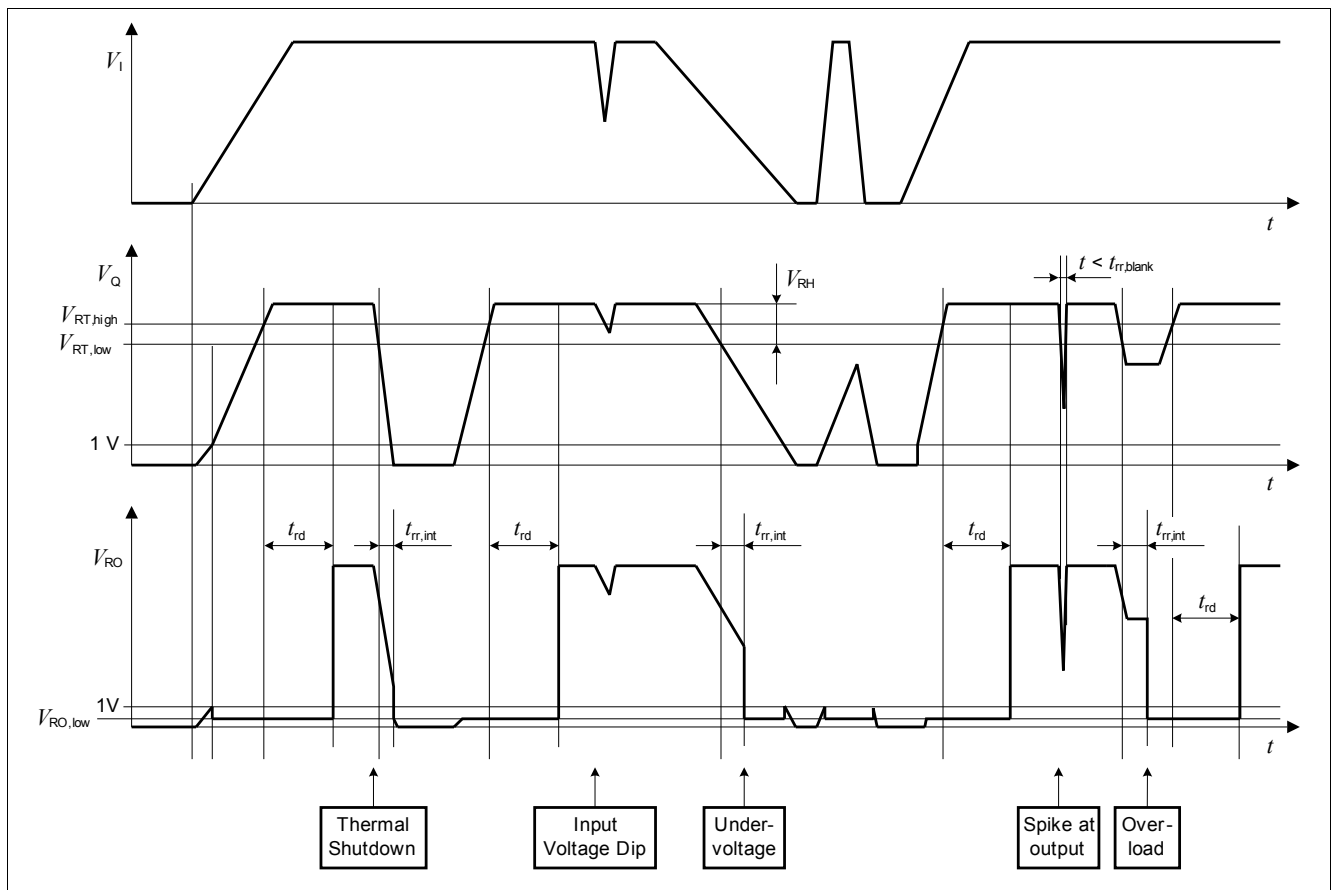 V_I
t
V_Q
V_RT,high
V_RT,low
1 V
V_RH
t < t_rr,blank
t
V_RO
t_rd
t_rr,int
t_rd
t_rr,int
t_rd
t_rr,int
t_rd
1V
V_RO,low
t
Thermal
Shutdown
Input
Voltage Dip
Under-
voltage
Spike at
output
Over-
load